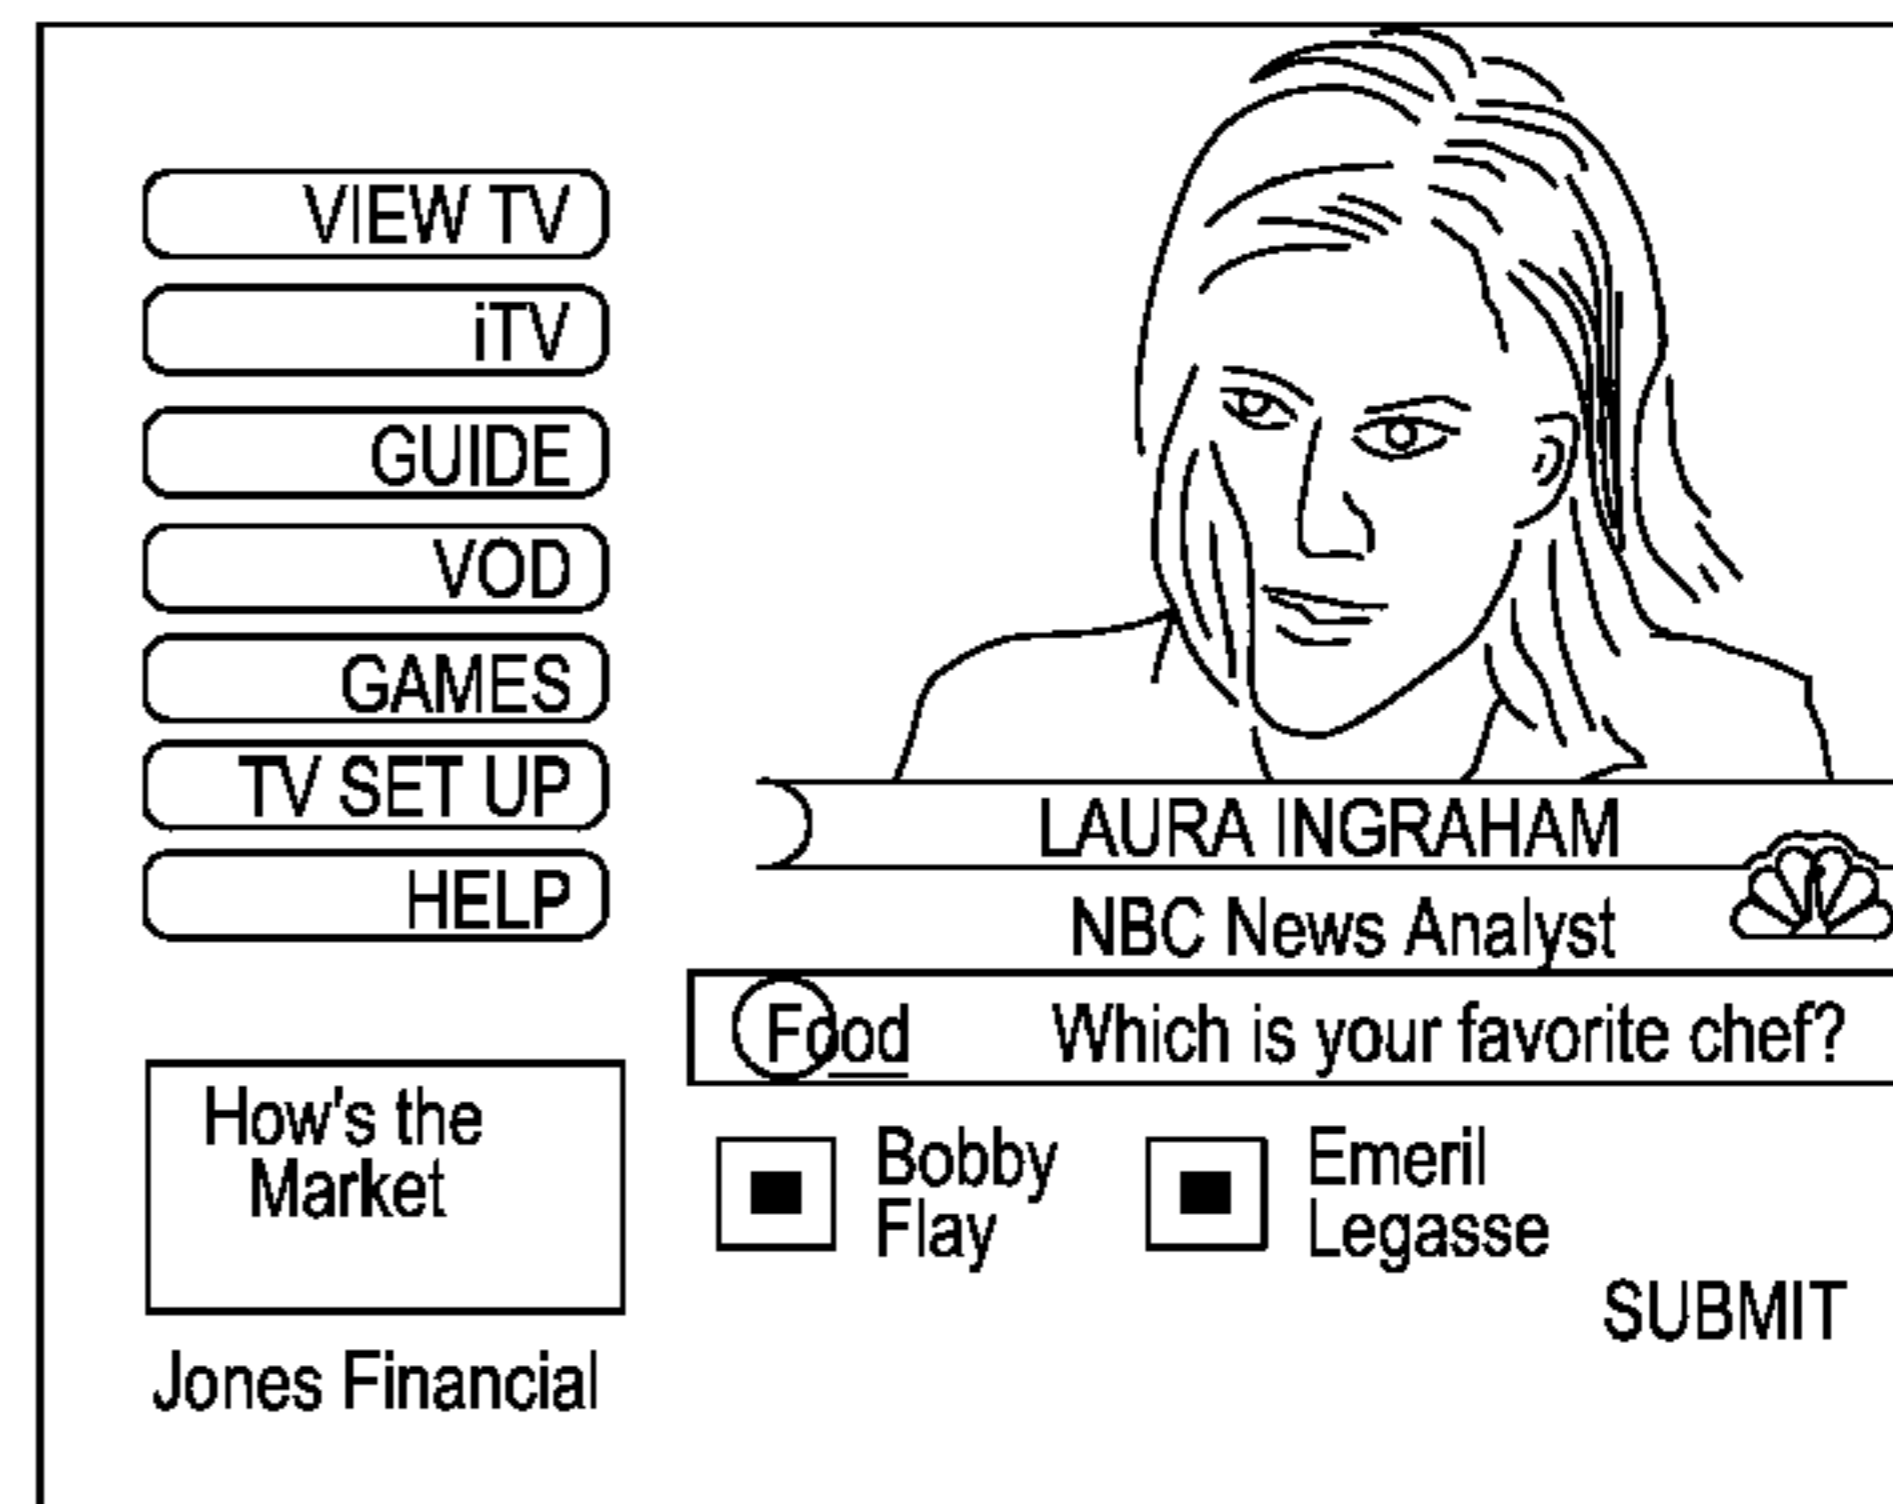 VIEW TV
iTV
GUIDE
VOD
GAMES
TV SET UP
HELP
How's the
Market
Jones Financial
LAURA INGRAHAM
NBC News Analyst
Food Which is your favorite chef?
Bobby
Flay
Emeril
Legasse
SUBMIT